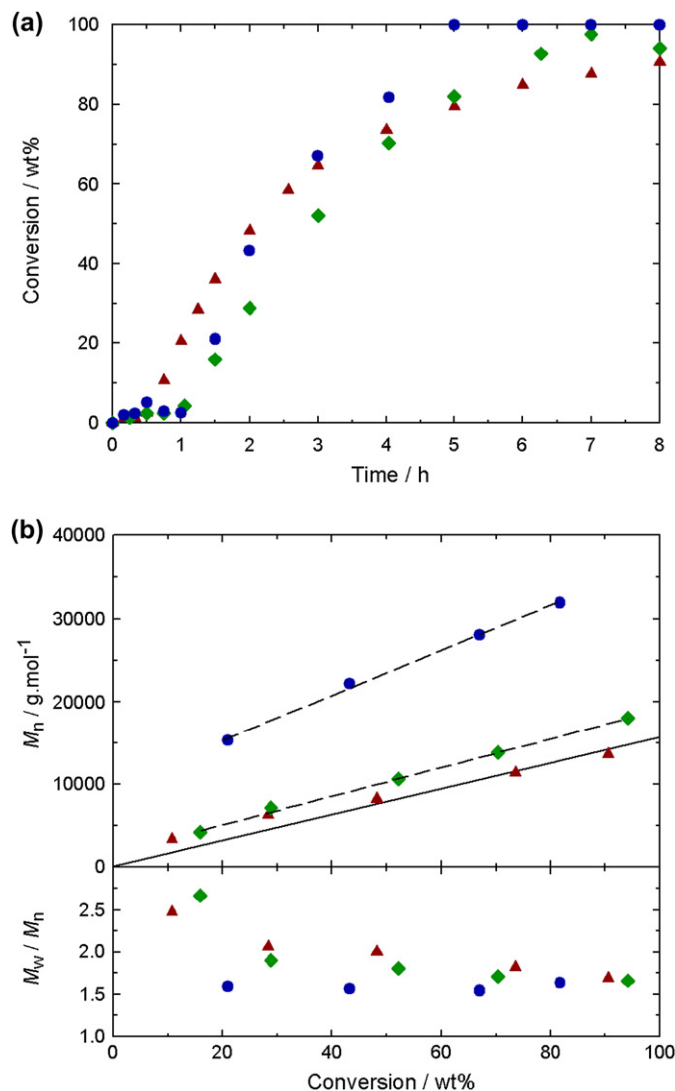 (a)
100
80
60
40
20
0
Conversion / wt%
0 1 2 3 4 5 6 7 8
Time / h
(b)
40000
30000
20000
10000
0
Mn / g.mol-1
2.5
2.0
1.5
1.0
Mw / Mn
0 20 40 60 80 100
Conversion / wt%